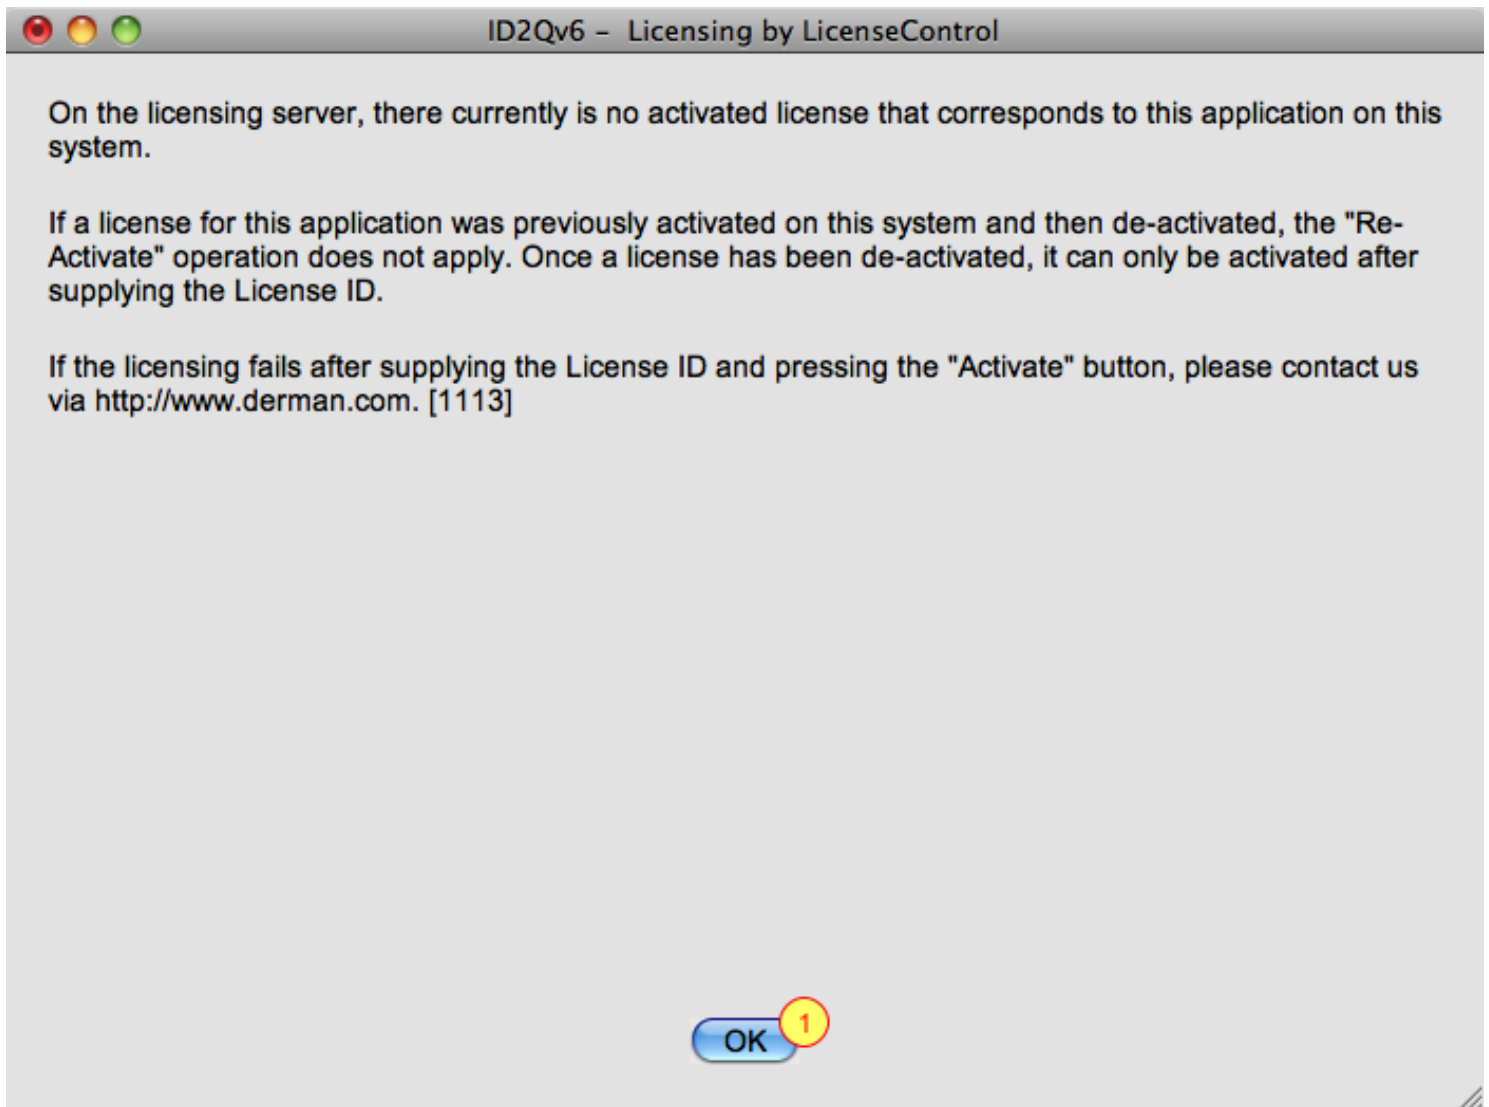 ID2Qv6 – Licensing by LicenseControl
On the licensing server, there currently is no activated license that corresponds to this application on this
system.
If a license for this application was previously activated on this system and then de-activated, the "Re-
Activate" operation does not apply. Once a license has been de-activated, it can only be activated after
supplying the License ID.
If the licensing fails after supplying the License ID and pressing the "Activate" button, please contact us
via http://www.derman.com. [1113]
OK
1